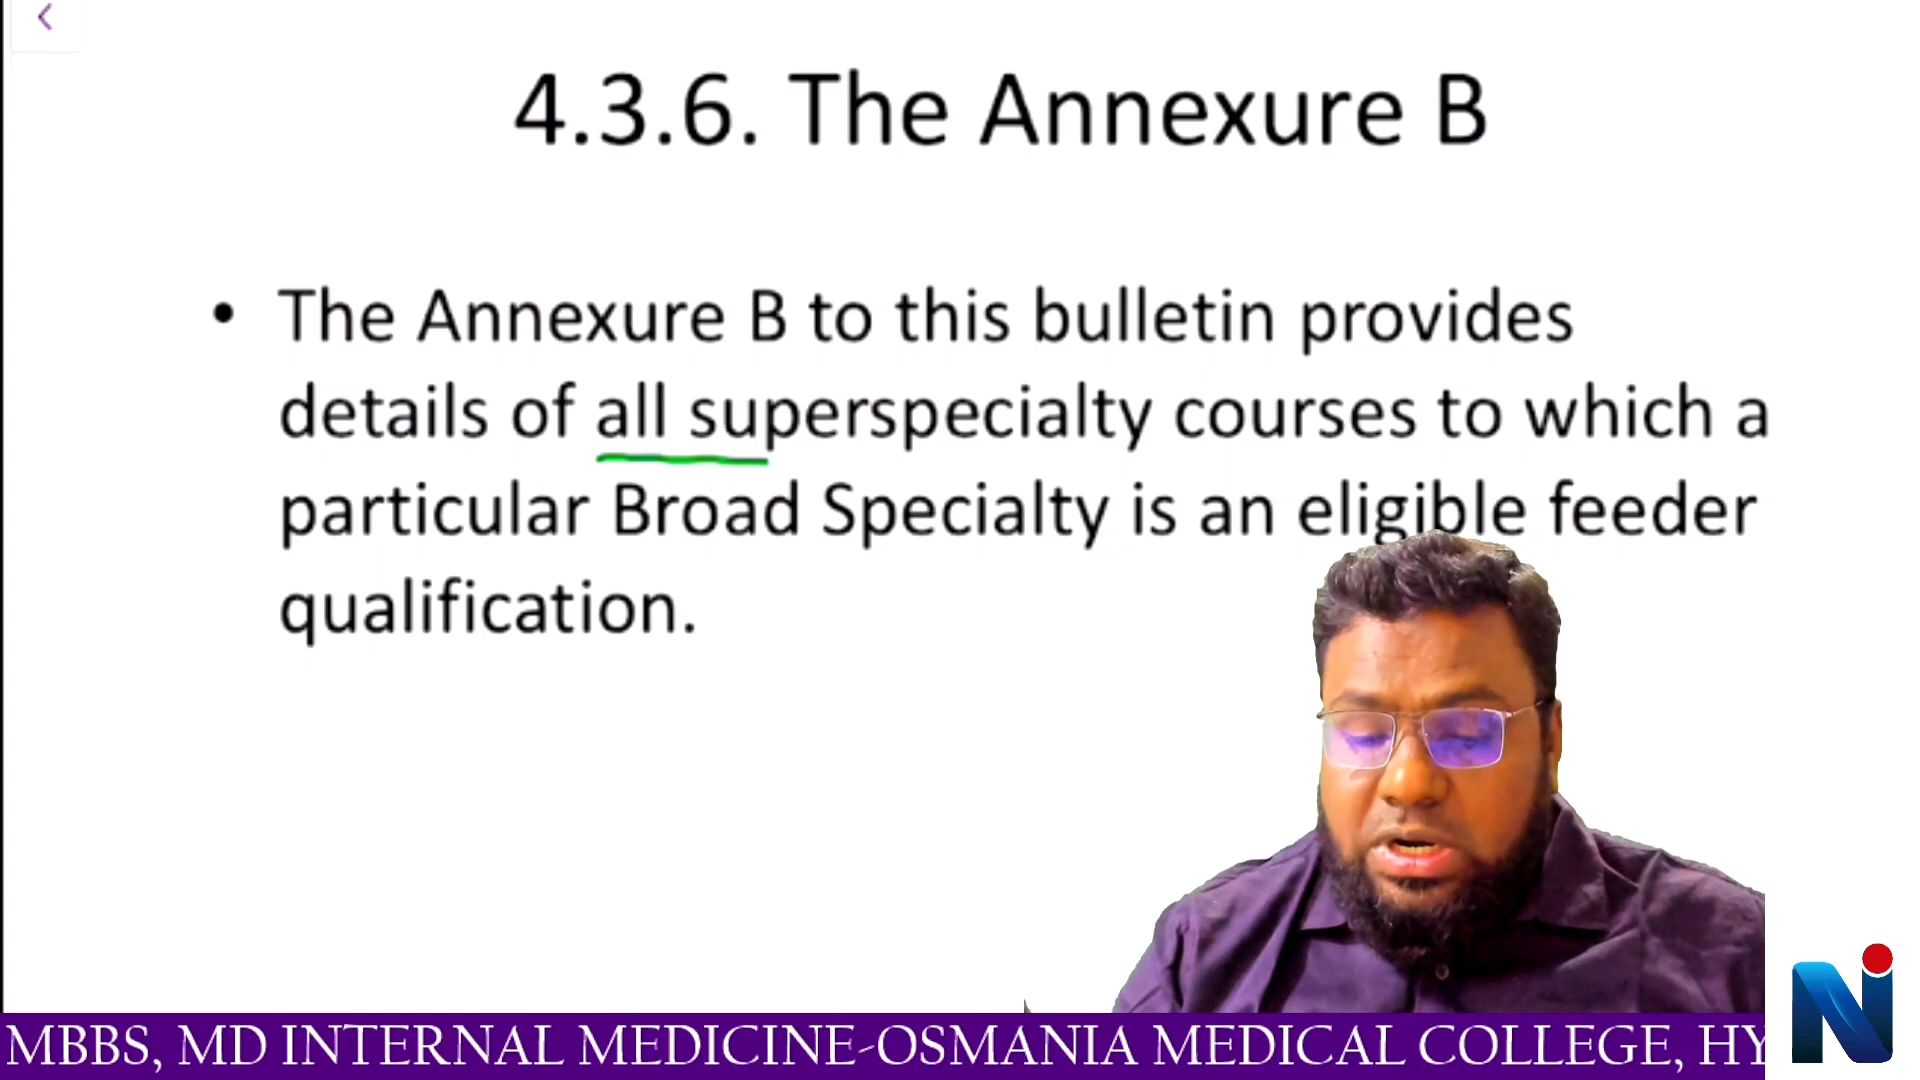 4.3.6. The Annexure B
• The Annexure B to this bulletin provides
details of all superspecialty courses to which a
particular Broad Specialty is an eligible feeder
qualification.
MBBS, MD INTERNAL MEDICINE-OSMANIA MEDICAL COLLEGE, HY